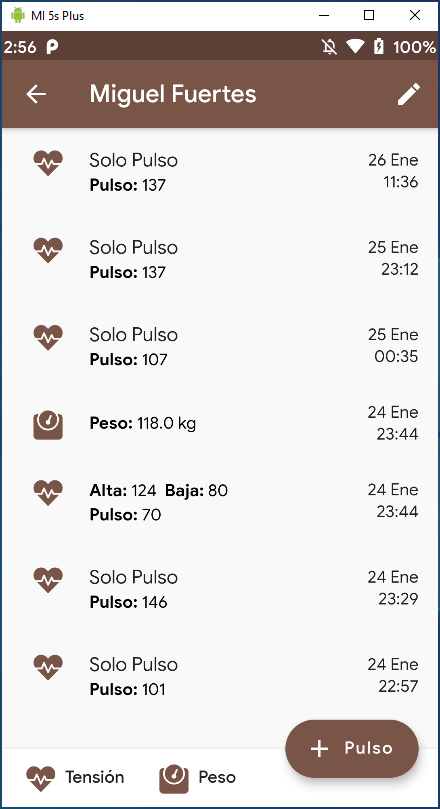 MI 5s Plus
2:56 100%
Miguel Fuertes
Solo Pulso 26 Ene
Pulso: 137 11:36
Solo Pulso 25 Ene
Pulso: 137 23:12
Solo Pulso 25 Ene
Pulso: 107 00:35
Peso: 118.0 kg 24 Ene
23:44
Alta: 124 Baja: 80 24 Ene
Pulso: 70 23:44
Solo Pulso 24 Ene
Pulso: 146 23:29
Solo Pulso 24 Ene
Pulso: 101 22:57
+ Pulso
Tensión Peso